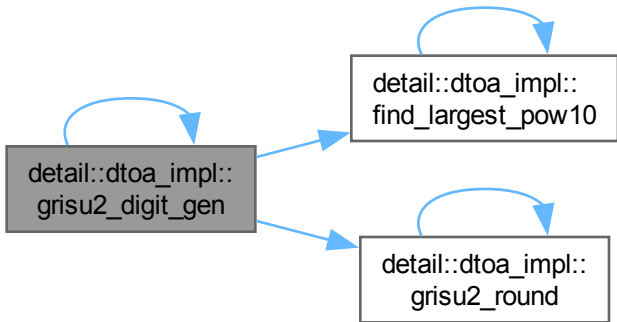 detail::dtoa_impl::
find_largest_pow10
detail::dtoa_impl::
grisu2_digit_gen
detail::dtoa_impl::
grisu2_round